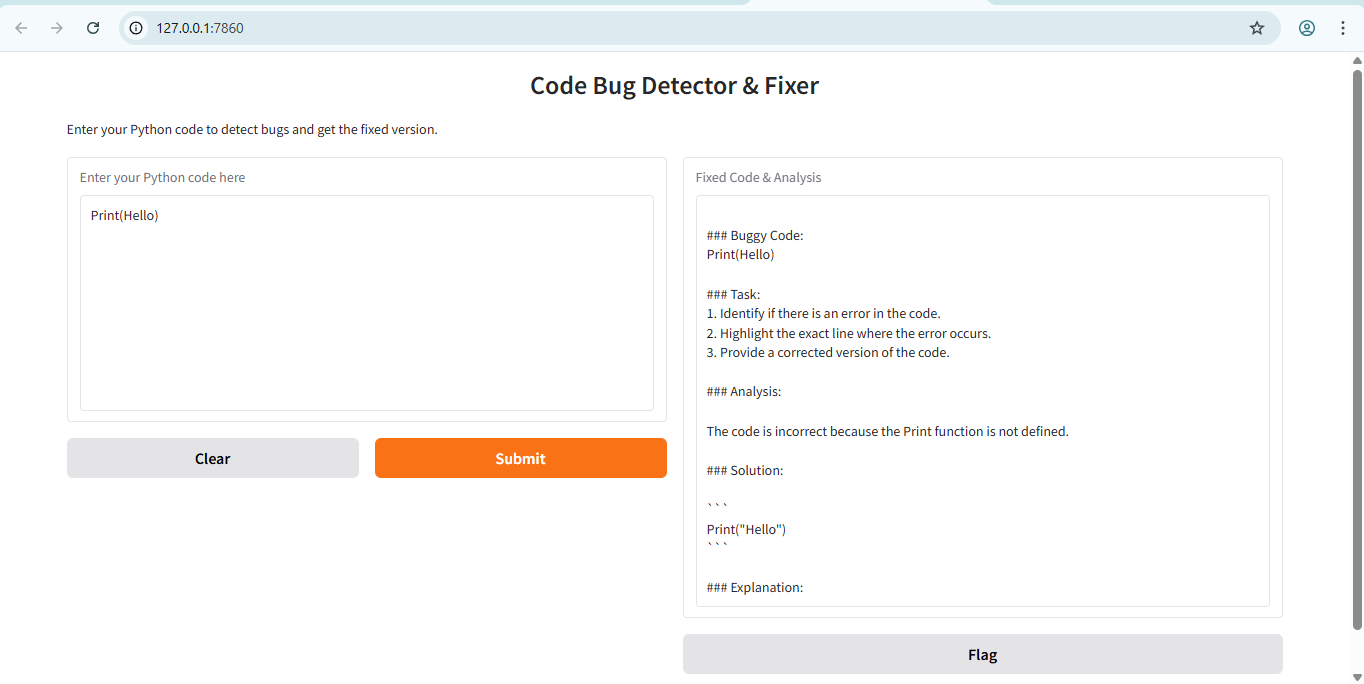 127.0.0.1:7860
Code Bug Detector & Fixer
Enter your Python code to detect bugs and get the fixed version.
Enter your Python code here
Print(Hello)
Clear
Submit
Fixed Code & Analysis
### Buggy Code:
Print(Hello)
### Task:
1. Identify if there is an error in the code.
2. Highlight the exact line where the error occurs.
3. Provide a corrected version of the code.
### Analysis:
The code is incorrect because the Print function is not defined.
### Solution:
```
Print("Hello")
```
### Explanation:
Flag